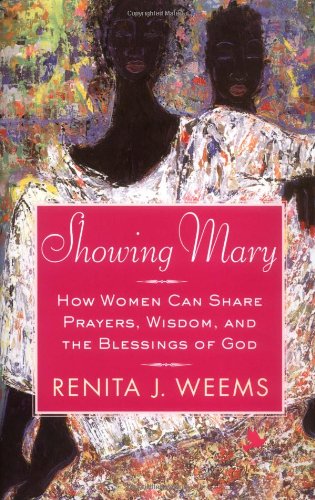 Showing Mary
HOW WOMEN CAN SHARE
PRAYERS, WISDOM, AND
THE BLESSINGS OF GOD
RENITA J. WEEMS